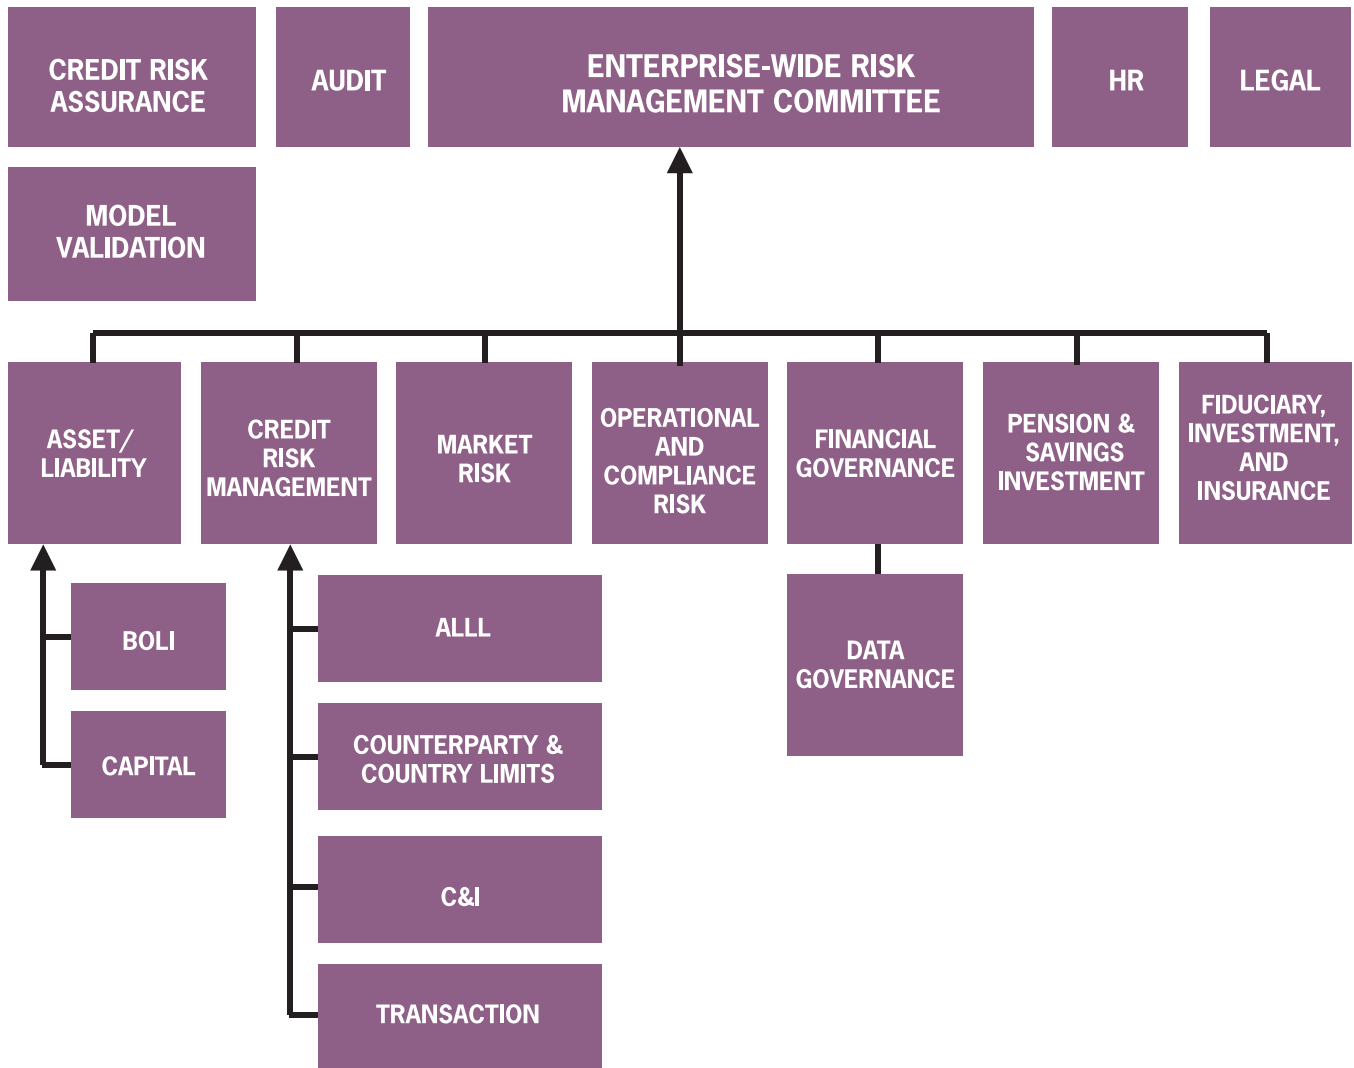 CREDIT RISK
ASSURANCE
AUDIT
ENTERPRISE-WIDE RISK
MANAGEMENT COMMITTEE
HR
LEGAL
MODEL
VALIDATION
ASSET/
LIABILITY
CREDIT
RISK
MANAGEMENT
MARKET
RISK
OPERATIONAL
AND
COMPLIANCE
RISK
FINANCIAL
GOVERNANCE
PENSION &
SAVINGS
INVESTMENT
FIDUCIARY,
INVESTMENT,
AND
INSURANCE
BOLI
CAPITAL
ALLL
COUNTERPARTY &
COUNTRY LIMITS
C&I
TRANSACTION
DATA
GOVERNANCE